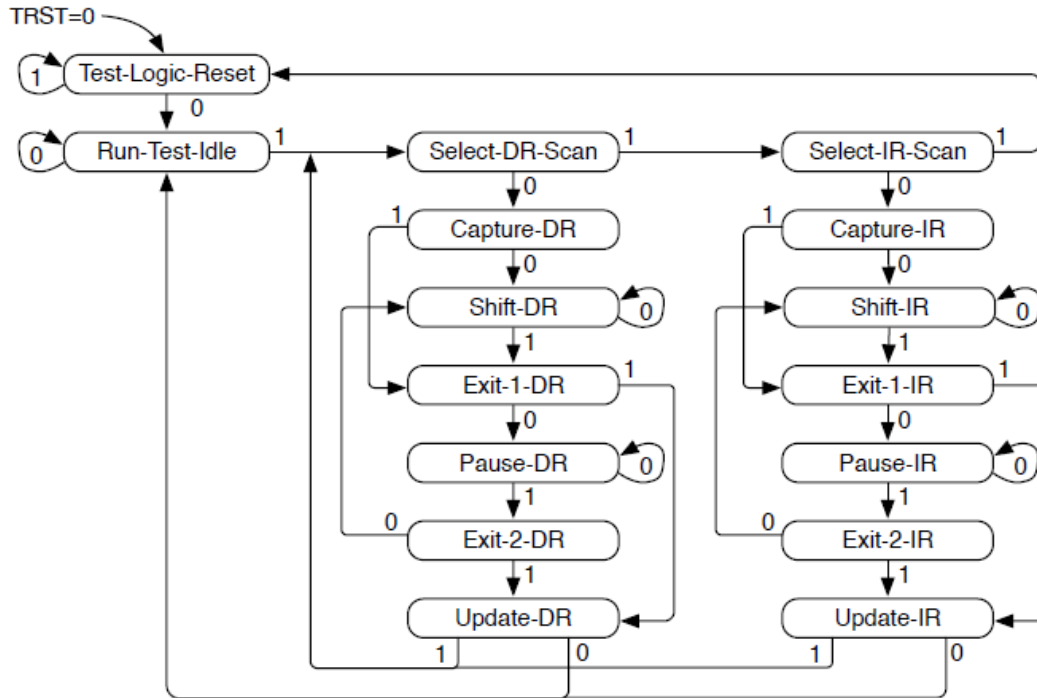 TRST=0
1 Test-Logic-Reset
0
0 Run-Test-Idle 1 Select-DR-Scan 1 Select-IR-Scan 1
0 0
1 Capture-DR 1 Capture-IR
0 0
Shift-DR 0 Shift-IR 0
1 1
Exit-1-DR 1 Exit-1-IR 1
0 0
Pause-DR 0 Pause-IR 0
1 1
0 Exit-2-DR 0 Exit-2-IR
1 1
Update-DR Update-IR
1 0 1 0